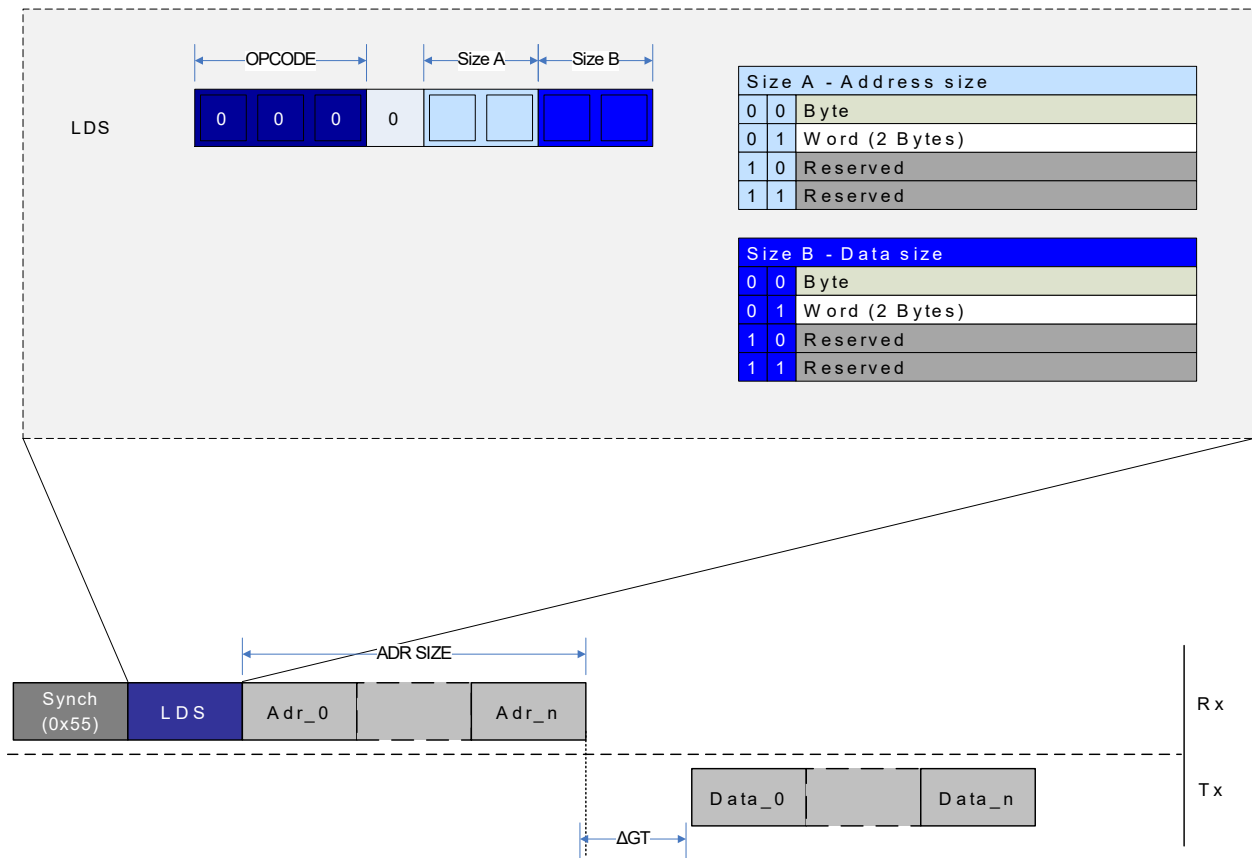 OPCODE Size A Size B
LDS 0 0 0 0
Size A - Address size
0 0 Byte
0 1 Word (2 Bytes)
1 0 Reserved
1 1 Reserved
Size B - Data size
0 0 Byte
0 1 Word (2 Bytes)
1 0 Reserved
1 1 Reserved
ADR SIZE
Synch
(0x55)
LDS Adr_0 Adr_n Rx
Data_0 Data_n Tx
ΔGT